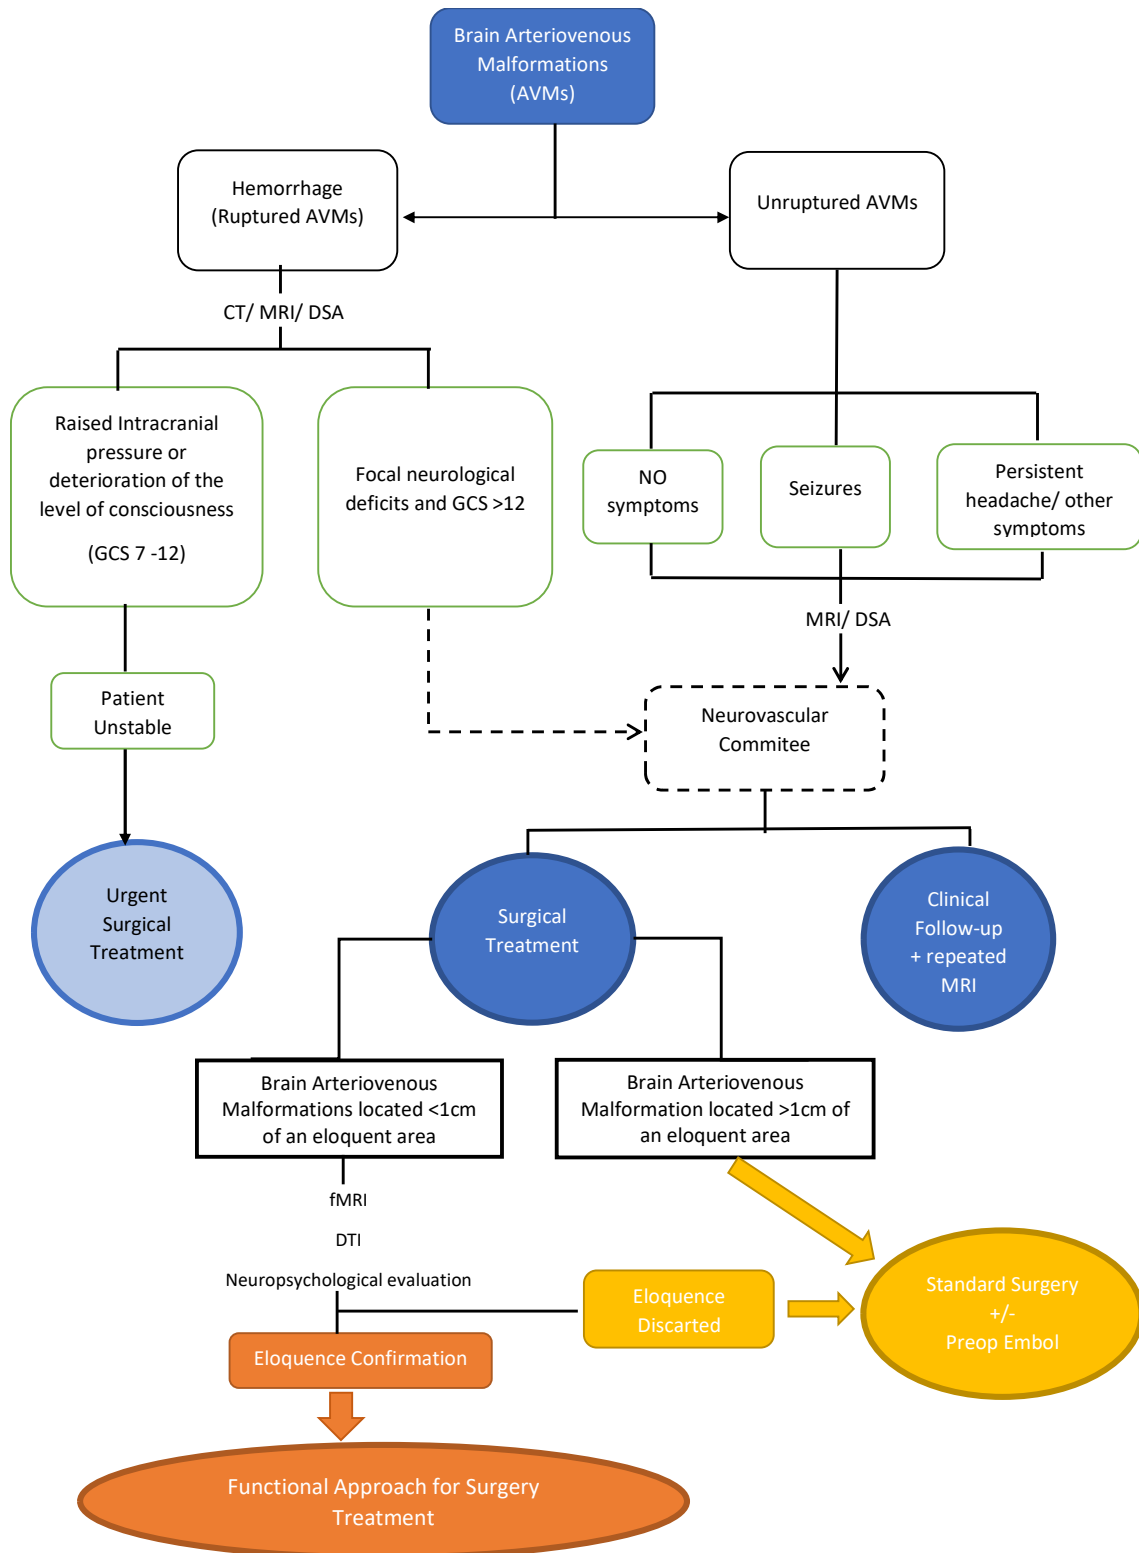 Brain Arteriovenous
Malformations
(AVMs)
Hemorrhage
(Ruptured AVMs)
Unruptured AVMs
CT/ MRI/ DSA
Raised Intracranial
pressure or
deterioration of the
level of consciousness
(GCS 7 -12)
Focal neurological
deficits and GCS >12
NO
symptoms
Seizures
Persistent
headache/ other
symptoms
MRI/ DSA
Patient
Unstable
Neurovascular
Commitee
Urgent
Surgical
Treatment
Surgical
Treatment
Clinical
Follow-up
+ repeated
MRI
Brain Arteriovenous
Malformations located <1cm
of an eloquent area
Brain Arteriovenous
Malformation located >1cm of
an eloquent area
fMRI
DTI
Neuropsychological evaluation
Eloquence
Discarted
Standard Surgery
+/-
Preop Embol
Eloquence Confirmation
Functional Approach for Surgery
Treatment